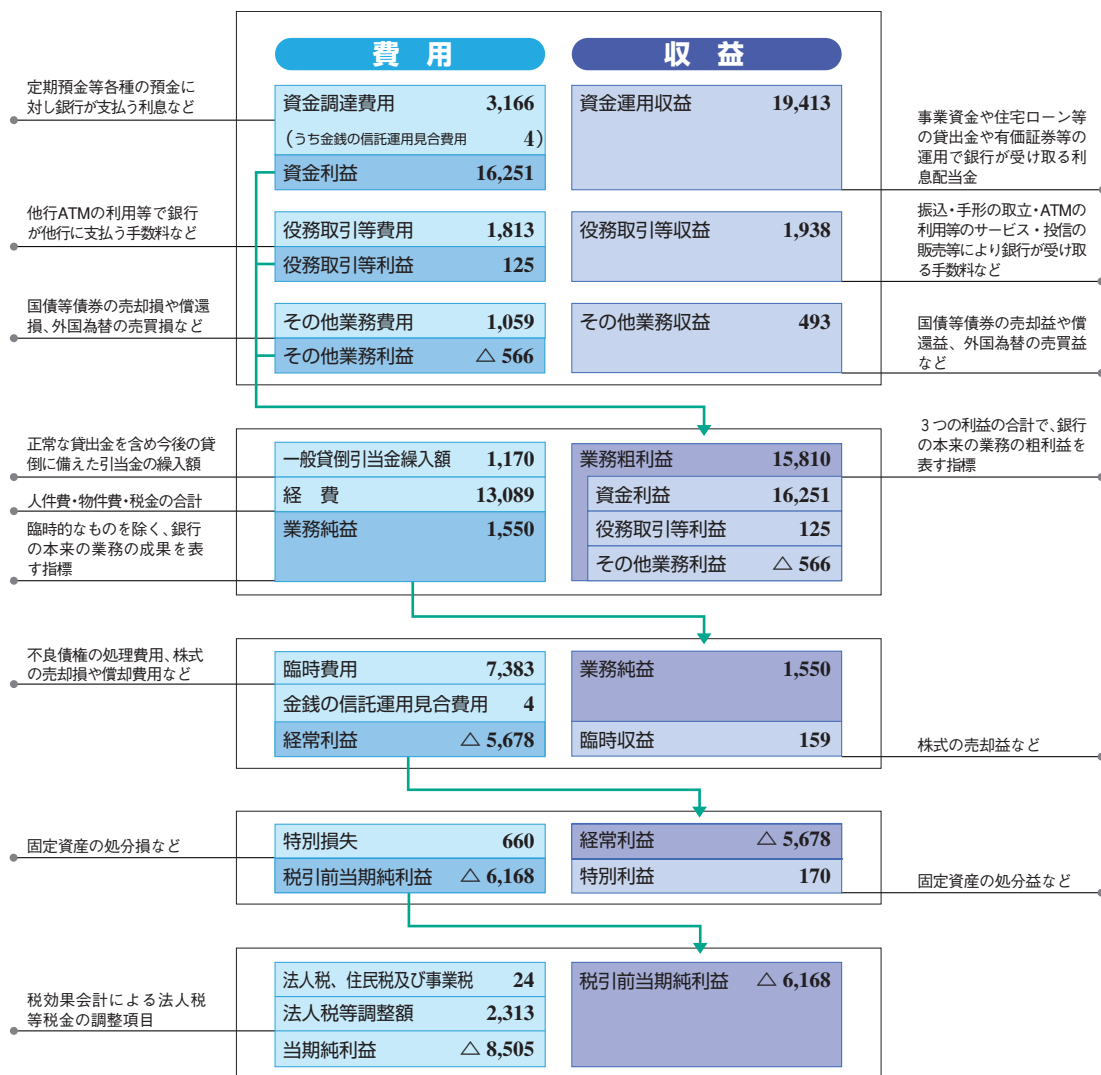 費用
収益
定期預金等各種の預金に
対し銀行が支払う利息など
資金調達費用 3,166
(うち金銭の信託運用見合費用 4)
資金利益 16,251
資金運用収益 19,413
事業資金や住宅ローン等
の貸出金や有価証券等の
運用で銀行が受け取る利
息配当金
他行ATMの利用等で銀行
が他行に支払う手数料など
役務取引等費用 1,813
役務取引等利益 125
役務取引等収益 1,938
振込・手形の取立・ATMの
利用等のサービス・投信の
販売等により銀行が受け取
る手数料など
国債等債券の売却損や償還
損、外国為替の売買損など
その他業務費用 1,059
その他業務利益 △ 566
その他業務収益 493
国債等債券の売却益や償
還益、外国為替の売買益
など
正常な貸出金を含め今後の貸
倒に備えた引当金の繰入額
人件費・物件費・税金の合計
臨時的なものを除く、銀行
の本来の業務の成果を表
す指標
一般貸倒引当金繰入額 1,170
経 費 13,089
業務純益 1,550
業務粗利益 15,810
資金利益 16,251
役務取引等利益 125
その他業務利益 △ 566
3つの利益の合計で、銀行
の本来の業務の粗利益を
表す指標
不良債権の処理費用、株式
の売却損や償却費用など
臨時費用 7,383
金銭の信託運用見合費用 4
経常利益 △ 5,678
業務純益 1,550
臨時収益 159
株式の売却益など
固定資産の処分損など
特別損失 660
税引前当期純利益 △ 6,168
経常利益 △ 5,678
特別利益 170
固定資産の処分益など
税効果会計による法人税
等税金の調整項目
法人税、住民税及び事業税 24
法人税等調整額 2,313
当期純利益 △ 8,505
税引前当期純利益 △ 6,168